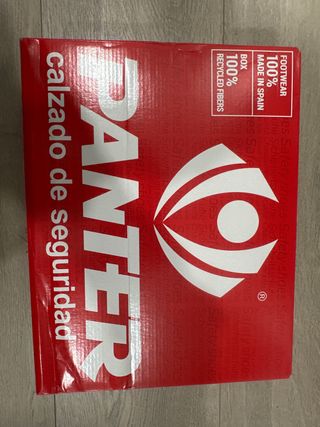 PANTER
calzado de seguridad
FOOTWEAR
100%
MADE IN SPAIN
BOX
100%
RECYCLED FIBERS
®